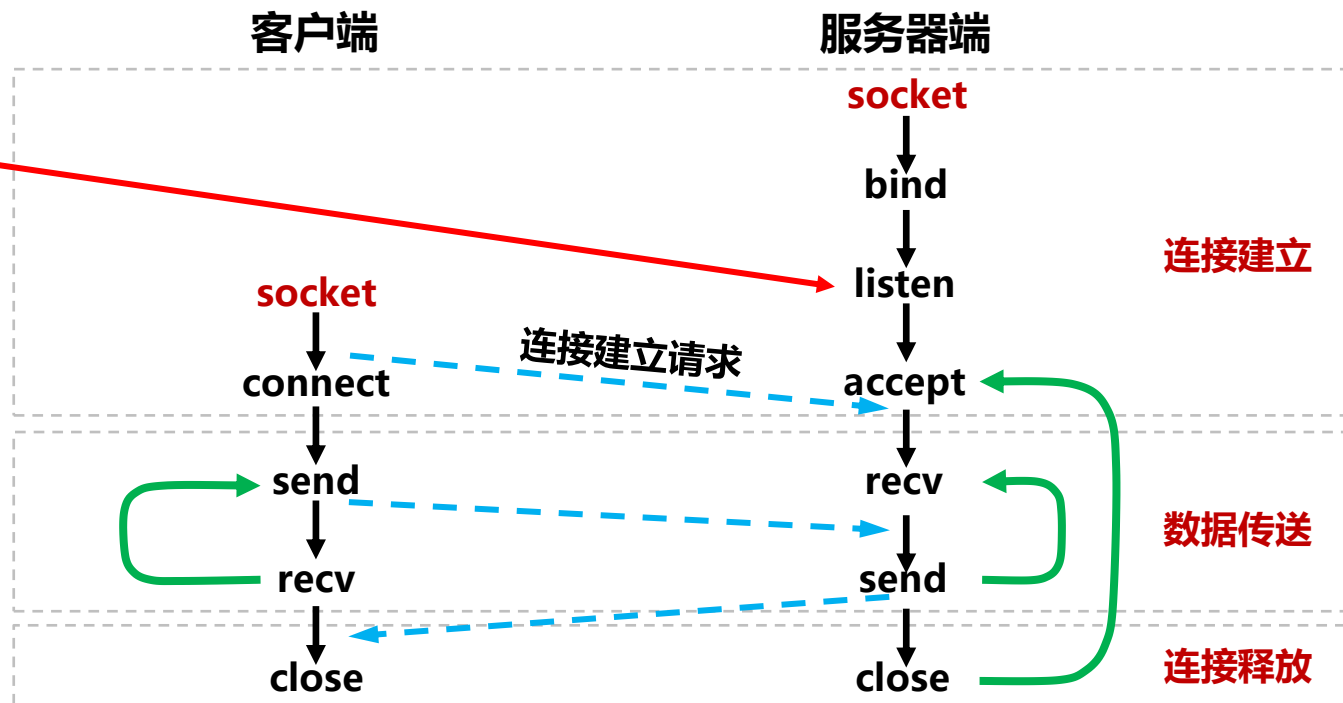 客户端
服务器端
socket
bind
连接建立
listen
socket
连接建立请求
connect
accept
send
recv
数据传送
recv
send
连接释放
close
close